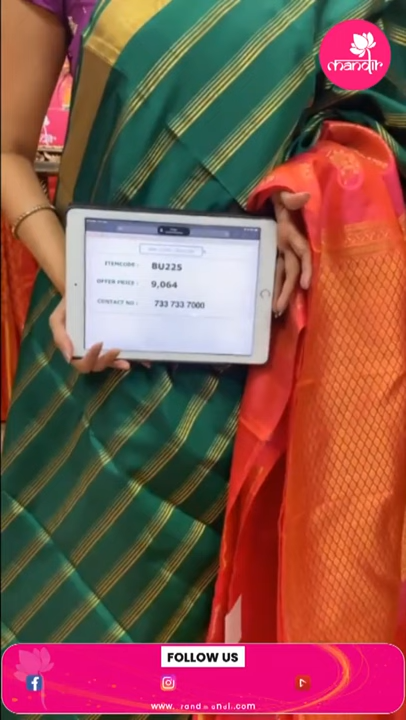 mandir
ITEMCODE : BU225
OFFER PRICE : 9,064
CONTACT NO : 733 733 7000
FOLLOW US